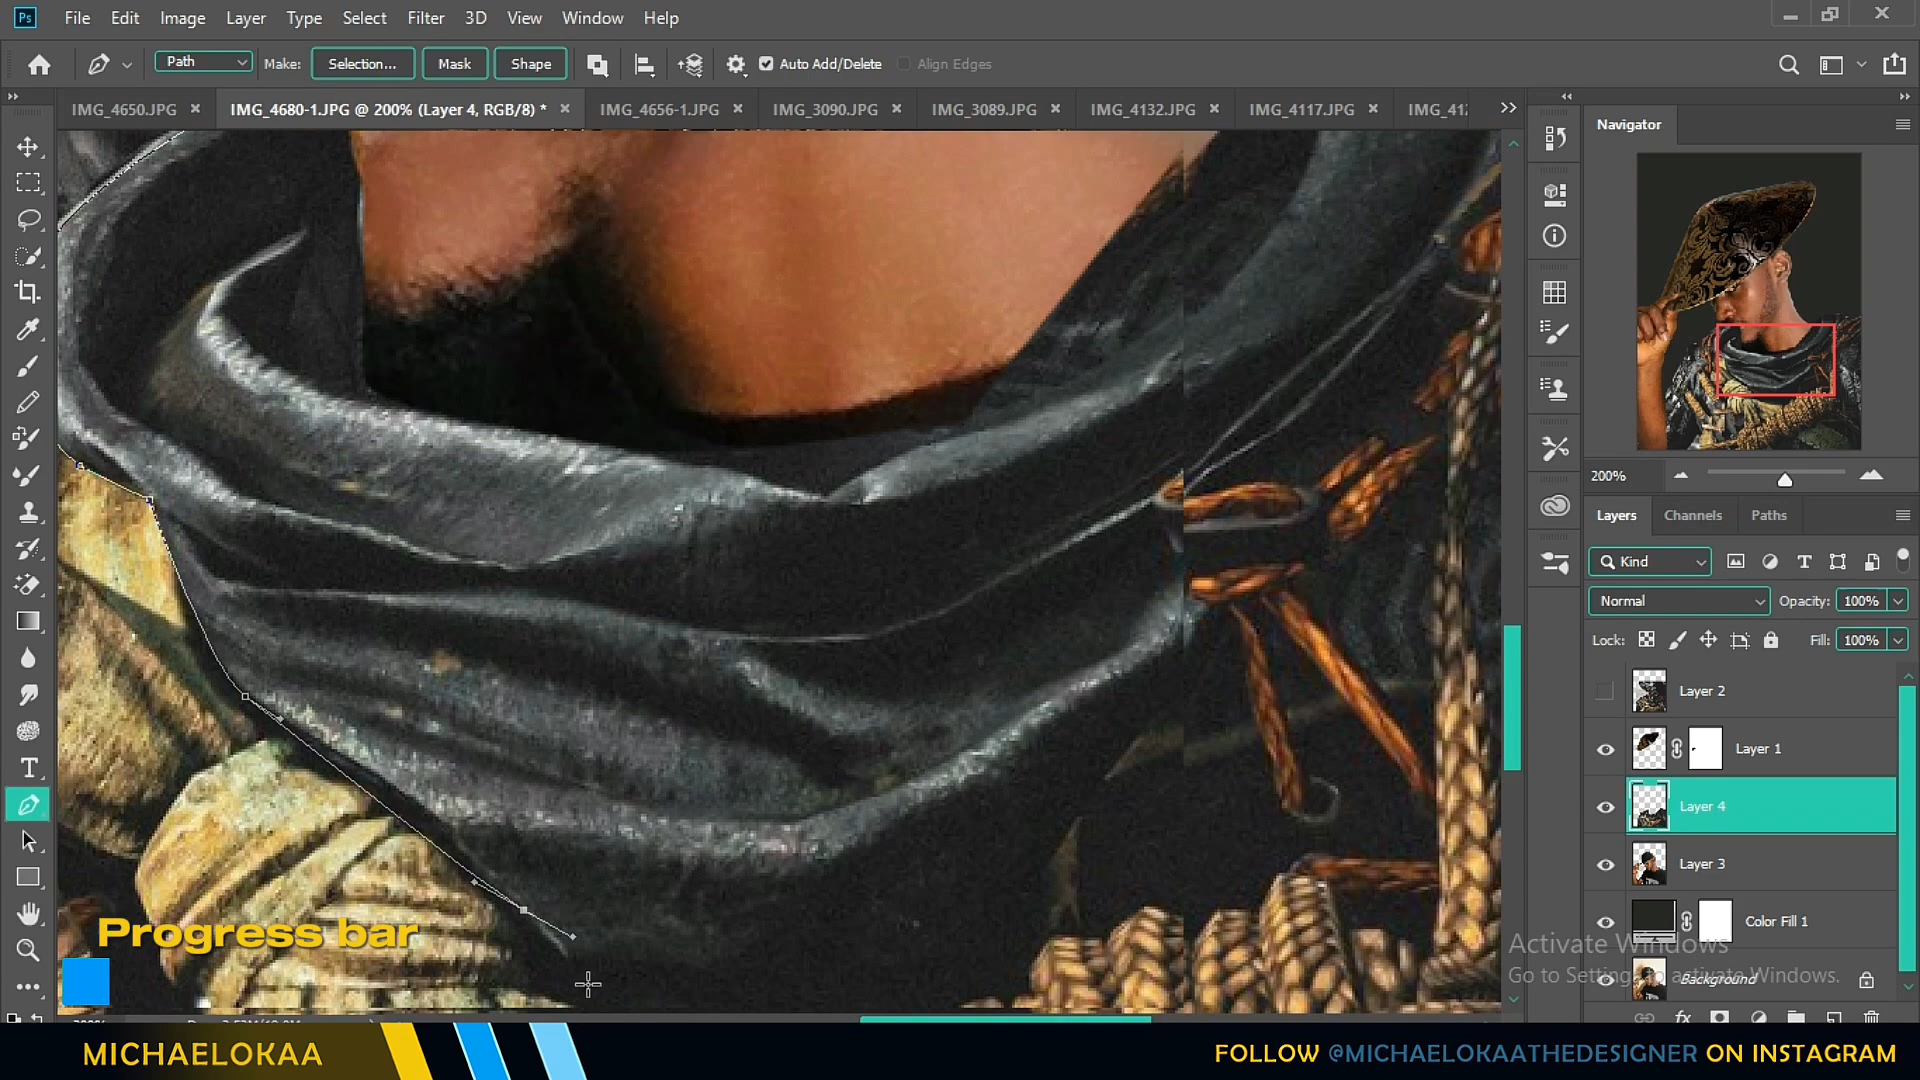 Ps File Edit Image Layer Type Select Filter 3D View Window Help
Path Make: Selection... Mask Shape Auto Add/Delete Align Edges
IMG_4650.JPG × IMG_4680-1.JPG @ 200% (Layer 4, RGB/8) * × IMG_4656-1.JPG × IMG_3090.JPG × IMG_3089.JPG × IMG_4132.JPG × IMG_4117.JPG ×
Navigator
200%
Layers Channels Paths
Kind
Normal Opacity: 100%
Lock: Fill: 100%
Layer 2
Layer 1
Layer 4
Layer 3
Color Fill 1
Background
Activate Windows
Go to Settings to activate Windows.
Progress bar
MICHAELOKAA
FOLLOW @MICHAELOKAATHEDESIGNER ON INSTAGRAM